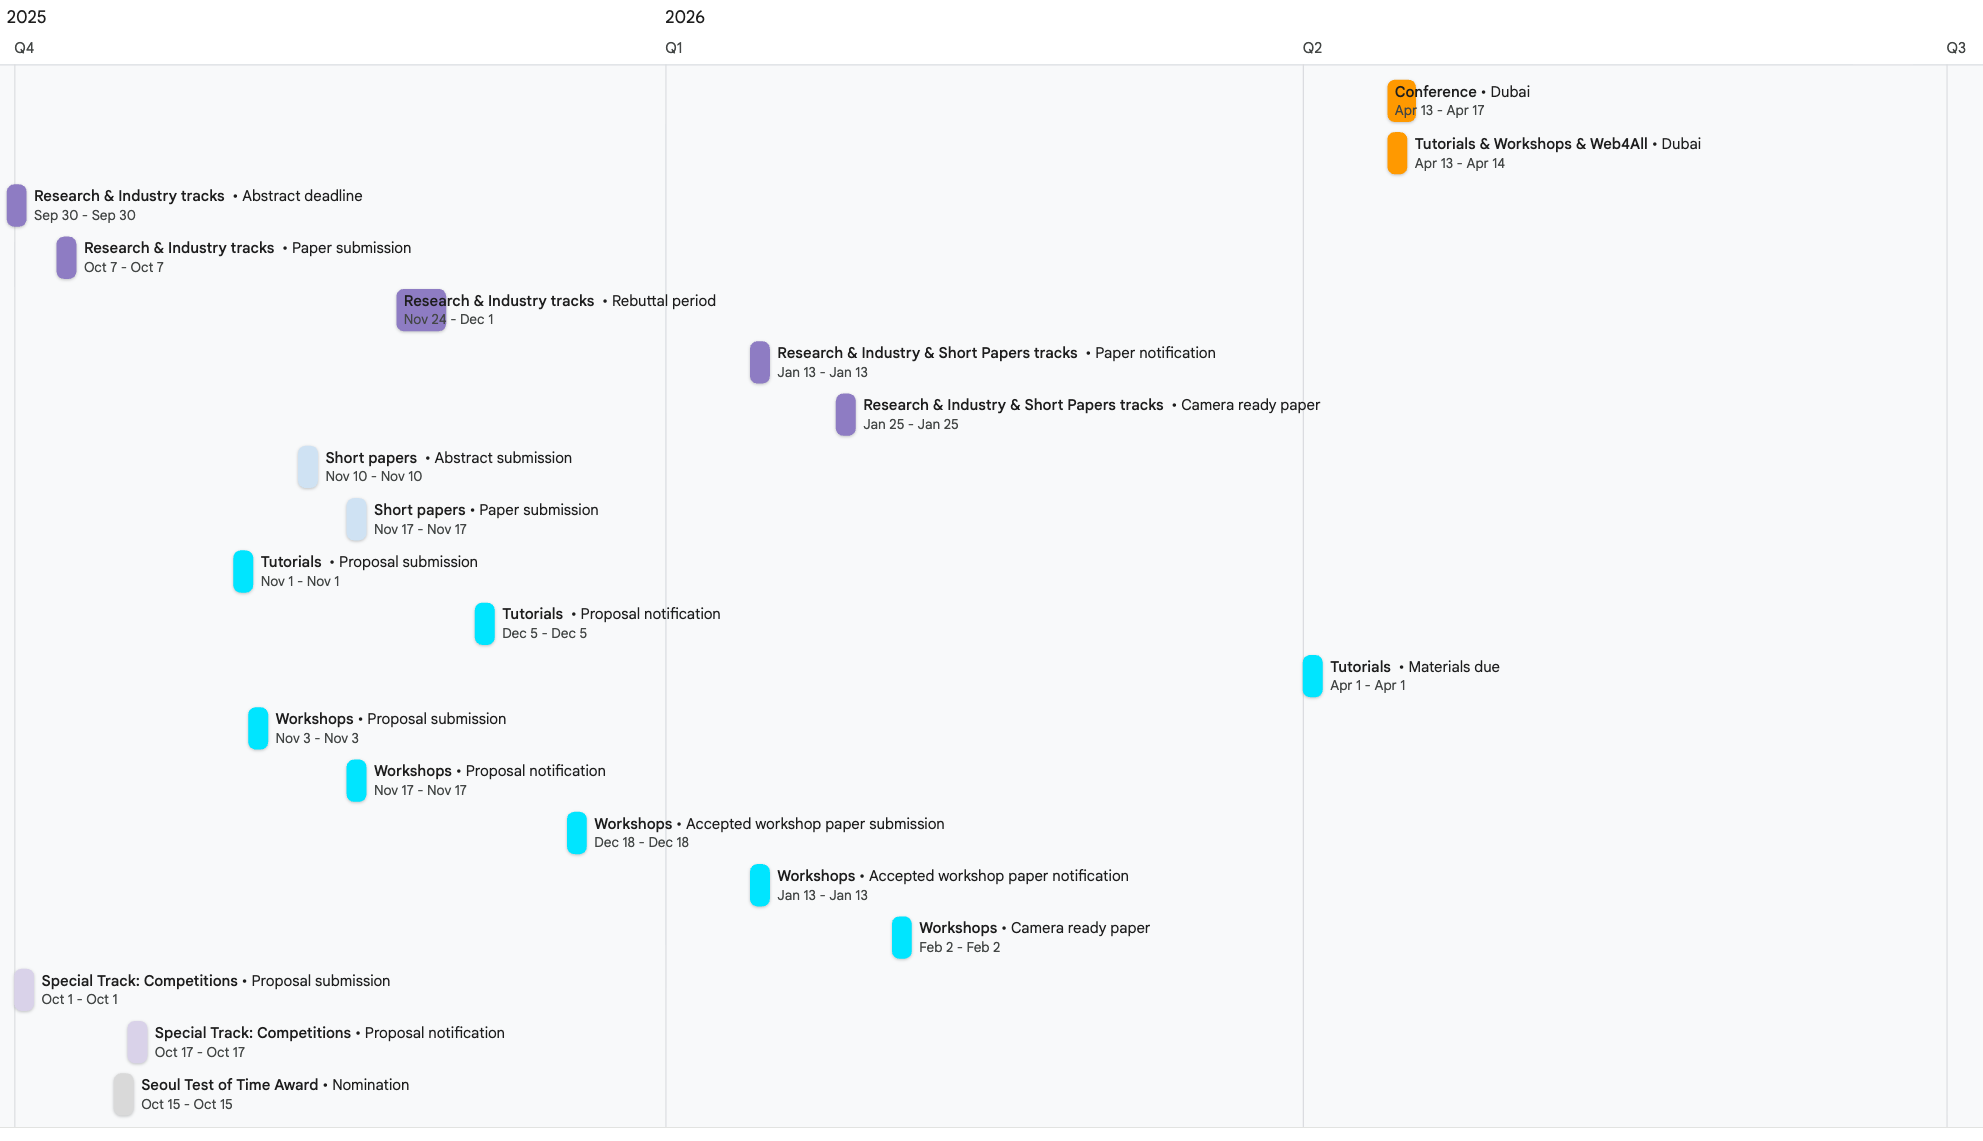 2025
2026
Q4
Q1
Q2
Q3
Conference • Dubai
Apr 13 - Apr 17
Tutorials & Workshops & Web4All • Dubai
Apr 13 - Apr 14
Research & Industry tracks • Abstract deadline
Sep 30 - Sep 30
Research & Industry tracks • Paper submission
Oct 7 - Oct 7
Research & Industry tracks • Rebuttal period
Nov 24 - Dec 1
Research & Industry & Short Papers tracks • Paper notification
Jan 13 - Jan 13
Research & Industry & Short Papers tracks • Camera ready paper
Jan 25 - Jan 25
Short papers • Abstract submission
Nov 10 - Nov 10
Short papers • Paper submission
Nov 17 - Nov 17
Tutorials • Proposal submission
Nov 1 - Nov 1
Tutorials • Proposal notification
Dec 5 - Dec 5
Tutorials • Materials due
Apr 1 - Apr 1
Workshops • Proposal submission
Nov 3 - Nov 3
Workshops • Proposal notification
Nov 17 - Nov 17
Workshops • Accepted workshop paper submission
Dec 18 - Dec 18
Workshops • Accepted workshop paper notification
Jan 13 - Jan 13
Workshops • Camera ready paper
Feb 2 - Feb 2
Special Track: Competitions • Proposal submission
Oct 1 - Oct 1
Special Track: Competitions • Proposal notification
Oct 17 - Oct 17
Seoul Test of Time Award • Nomination
Oct 15 - Oct 15